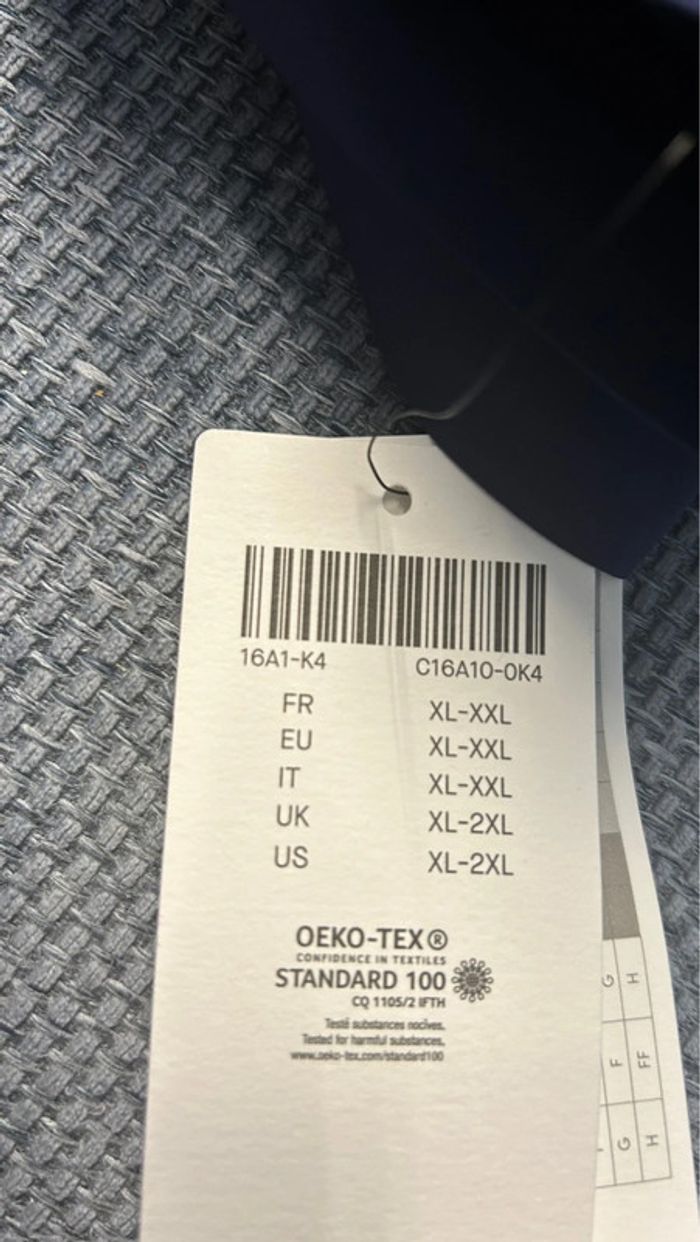 16A1-K4 C16A10-0K4
FR XL-XXL
EU XL-XXL
IT XL-XXL
UK XL-2XL
US XL-2XL
OEKO-TEX®
CONFIDENCE IN TEXTILES
STANDARD 100
CQ 1105/2 IFTH
Testé substances nocives.
Tested for harmful substances.
www.oeko-tex.com/standard100
G H
F FF
G H